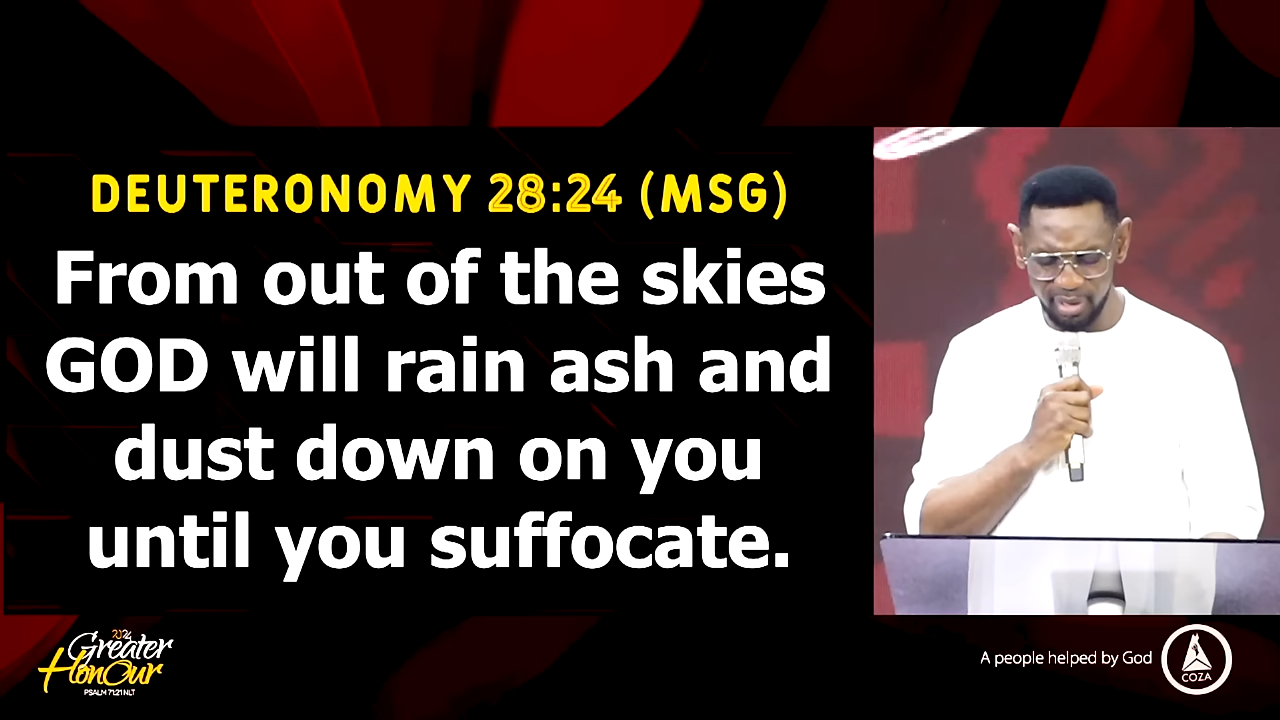 DEUTERONOMY 28:24 (MSG)
From out of the skies
GOD will rain ash and
dust down on you
until you suffocate.
2024
Greater
HonOur
PSALM 71:21 NLT
A people helped by God
COZA